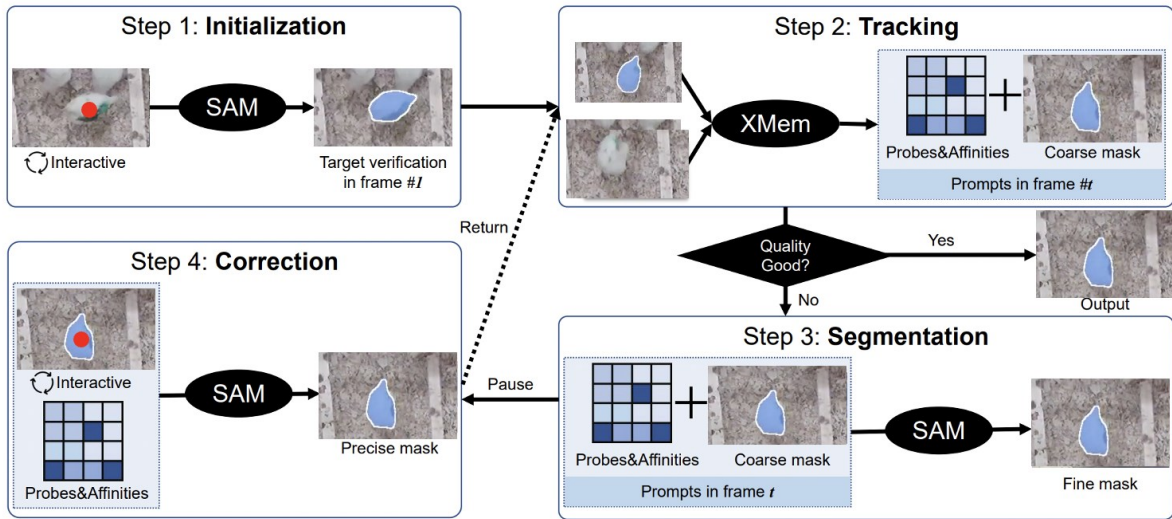 Step 1: Initialization
SAM
Interactive
Target verification
in frame #1
Step 2: Tracking
XMem
Probes&Affinities
Coarse mask
Prompts in frame #t
Return
Quality
Good?
Yes
No
Output
Step 4: Correction
Interactive
SAM
Precise mask
Probes&Affinities
Pause
Step 3: Segmentation
Probes&Affinities
Coarse mask
Prompts in frame t
SAM
Fine mask